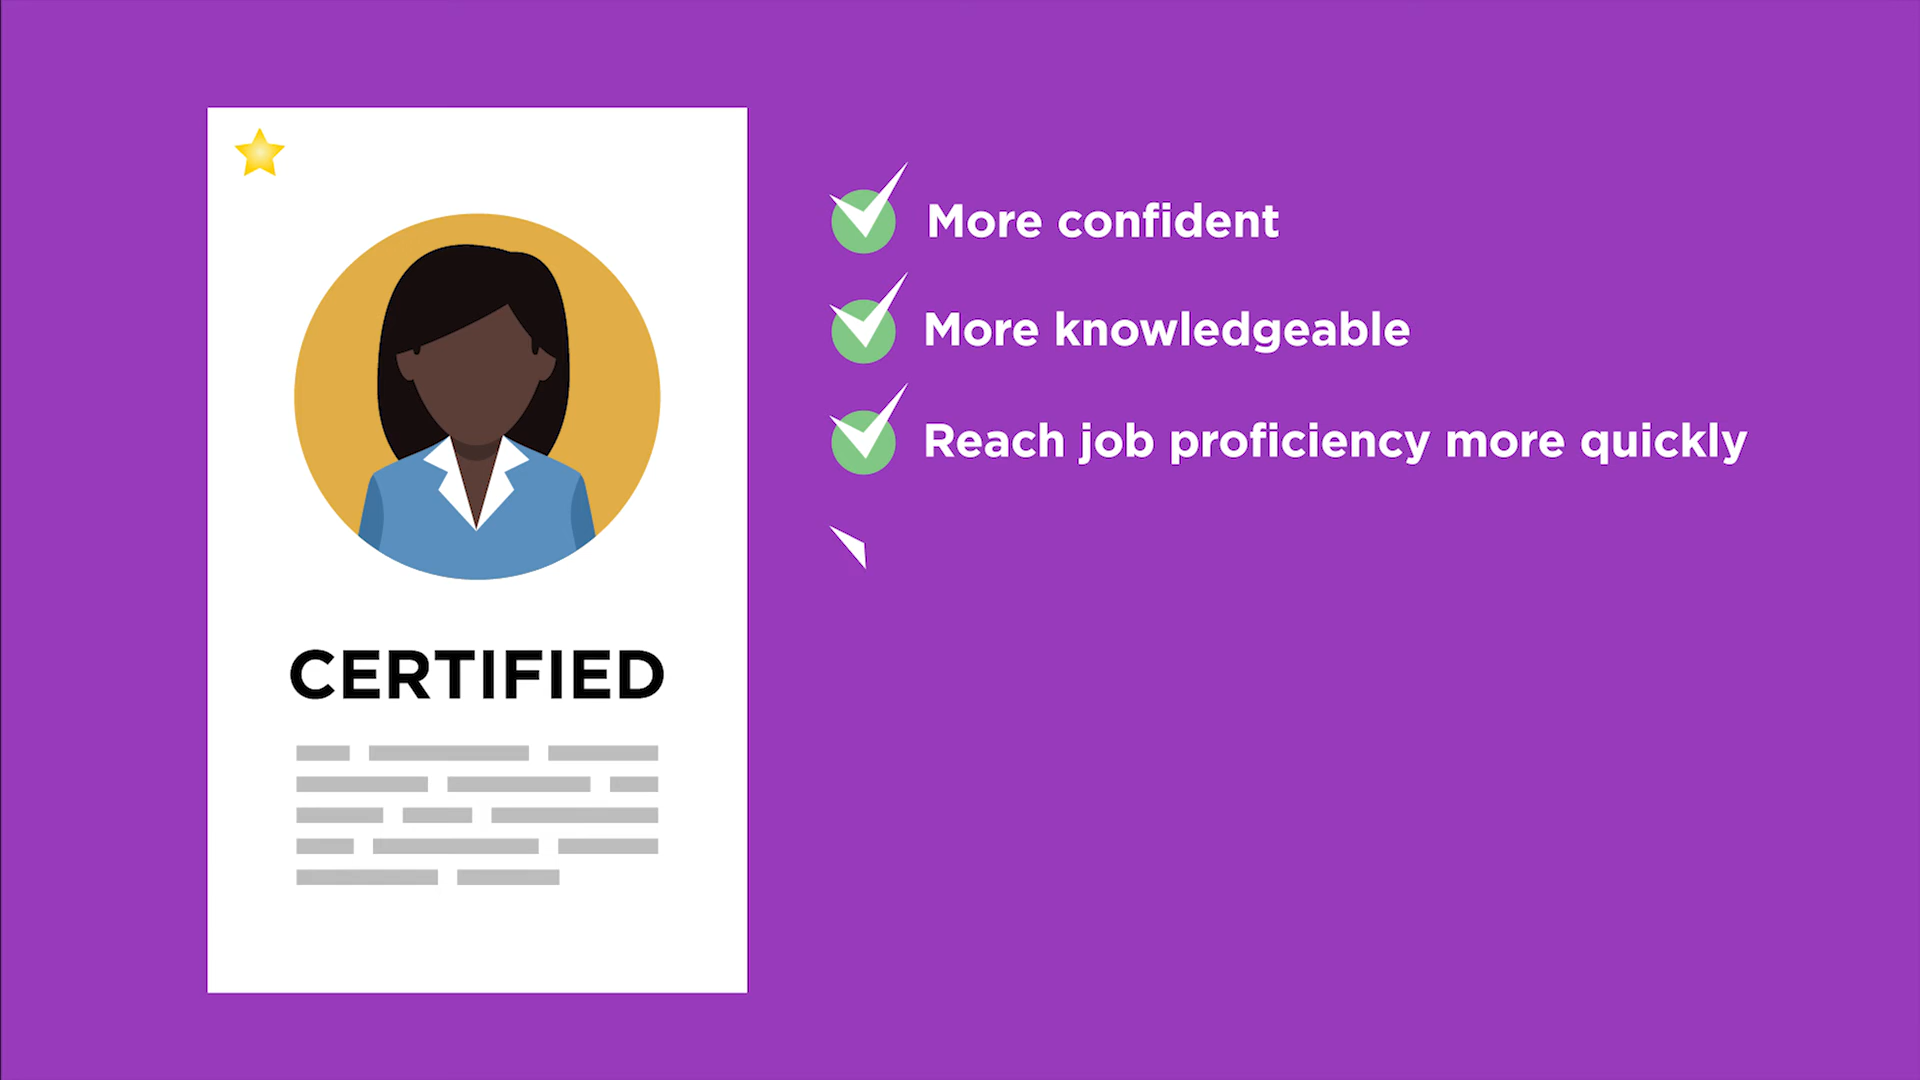 More confident
More knowledgeable
Reach job proficiency more quickly
CERTIFIED